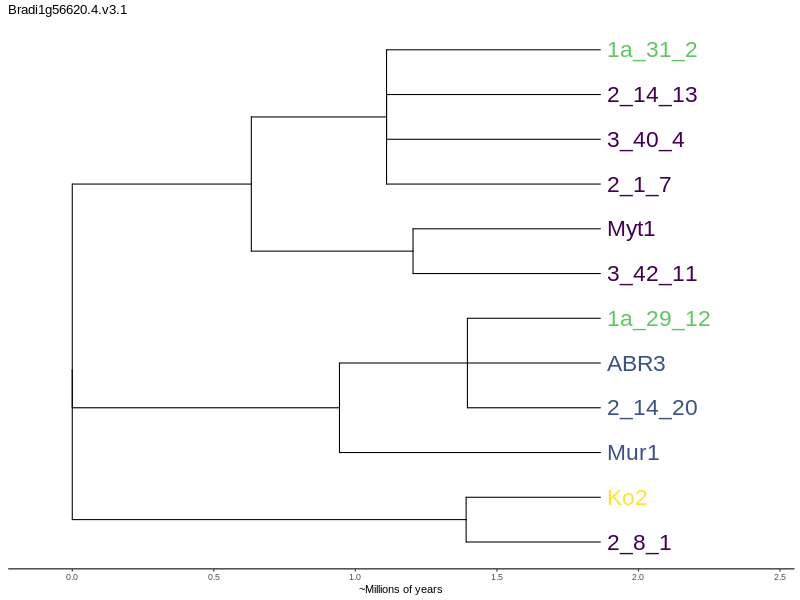 Bradi1g56620.4.v3.1
1a_31_2
2_14_13
3_40_4
2_1_7
Myt1
3_42_11
1a_29_12
ABR3
2_14_20
Mur1
Ko2
2_8_1
0.0 0.5 1.0 1.5 2.0 2.5
~Millions of years